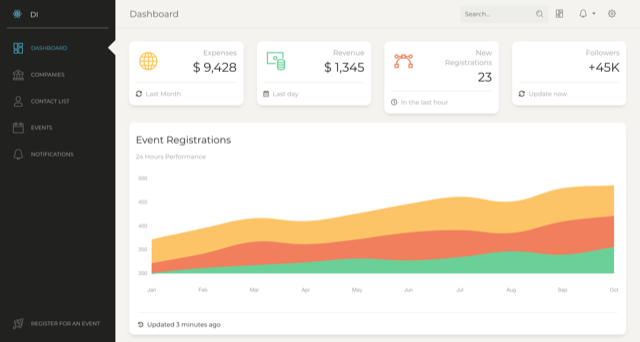 DI
DASHBOARD
COMPANIES
CONTACT LIST
EVENTS
NOTIFICATIONS
REGISTER FOR AN EVENT
Dashboard
Search...
Expenses
$ 9,428
Last Month
Revenue
$ 1,345
Last day
New
Registrations
23
In the last hour
Followers
+45K
Update now
Event Registrations
24 Hours Performance
500
450
400
350
300
Jan Feb Mar Apr May Jun Jul Aug Sep Oct
Updated 3 minutes ago